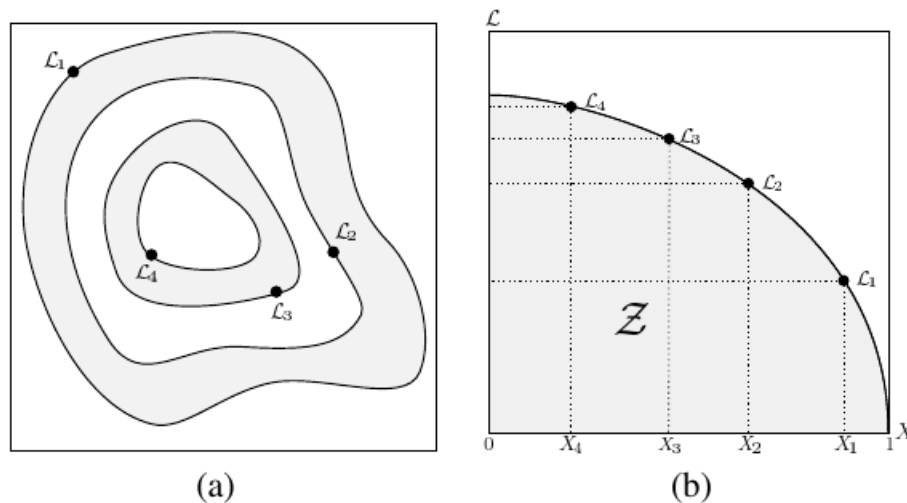 ℒ₁
ℒ₂
ℒ₄
ℒ₃
(a)
ℒ
ℒ₄
ℒ₃
ℒ₂
ℒ₁
𝒵
0 X₄ X₃ X₂ X₁ 1 X
(b)